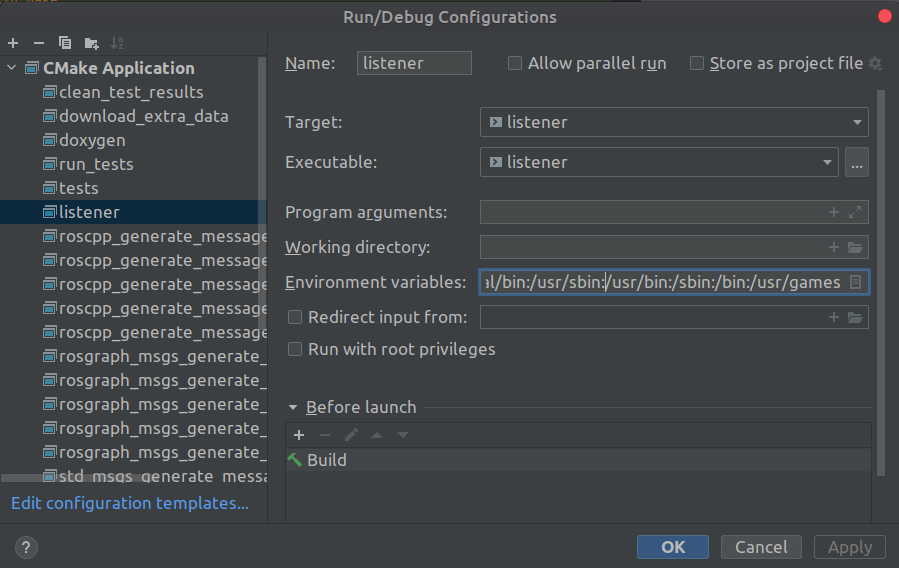 Run/Debug Configurations
CMake Application
clean_test_results
download_extra_data
doxygen
run_tests
tests
listener
roscpp_generate_message
roscpp_generate_message
roscpp_generate_message
roscpp_generate_message
roscpp_generate_message
rosgraph_msgs_generate_
rosgraph_msgs_generate_
rosgraph_msgs_generate_
rosgraph_msgs_generate_
rosgraph_msgs_generate_
std_msgs_generate_messa
Edit configuration templates...
Name: listener Allow parallel run Store as project file
Target: listener
Executable: listener ...
Program arguments:
Working directory:
Environment variables: al/bin:/usr/sbin:/usr/bin:/sbin:/bin:/usr/games
Redirect input from:
Run with root privileges
Before launch
Build
? OK Cancel Apply